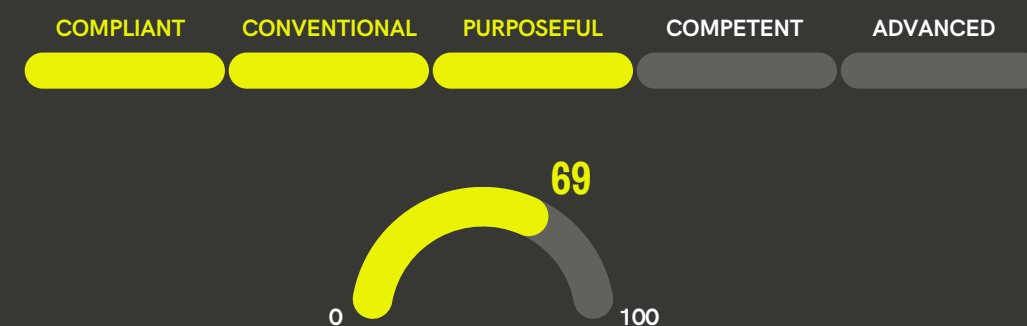 COMPLIANT CONVENTIONAL PURPOSEFUL COMPETENT ADVANCED
69
0 100